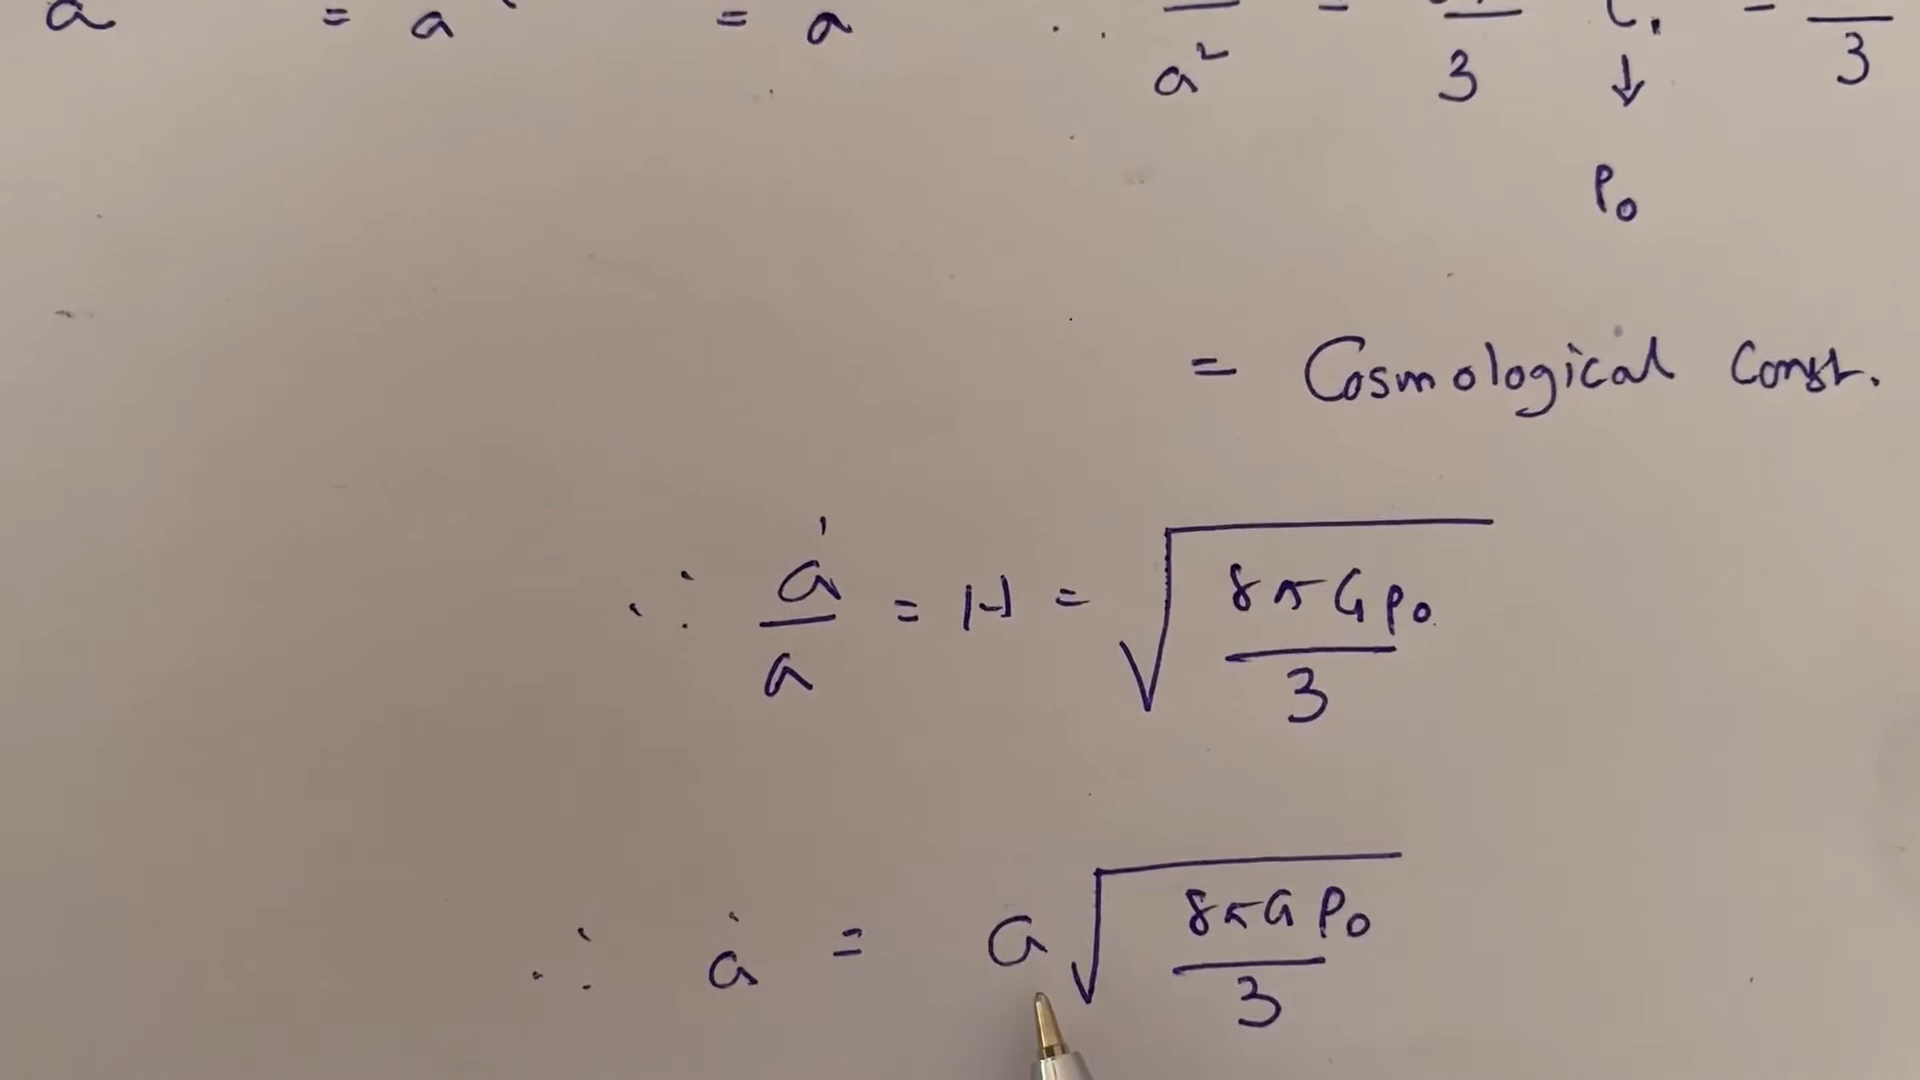 a = a = a ∴ —/a² = —/3 — ↓ - —/3
ρ₀
= Cosmological Const.
∴ ȧ/a = H = √(8πGρ₀/3)
∴ ȧ = a √(8πGρ₀/3)